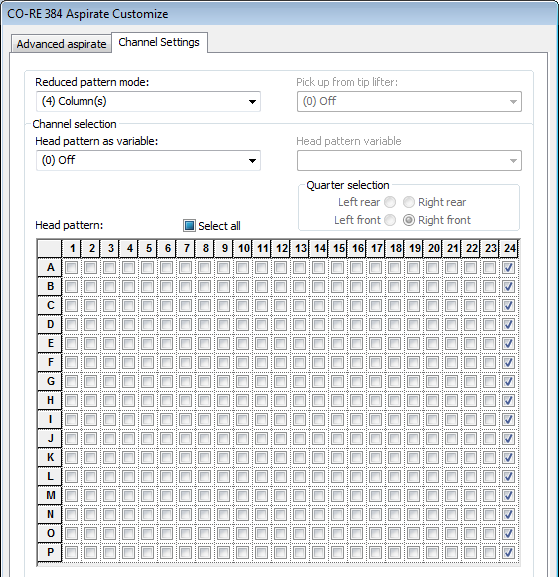 CO-RE 384 Aspirate Customize
Advanced aspirate Channel Settings
Reduced pattern mode: Pick up from tip lifter:
(4) Column(s) (0) Off
Channel selection
Head pattern as variable: Head pattern variable
(0) Off
Quarter selection
Left rear Right rear
Left front Right front
Head pattern: Select all
1 2 3 4 5 6 7 8 9 10 11 12 13 14 15 16 17 18 19 20 21 22 23 24
A
B
C
D
E
F
G
H
I
J
K
L
M
N
O
P